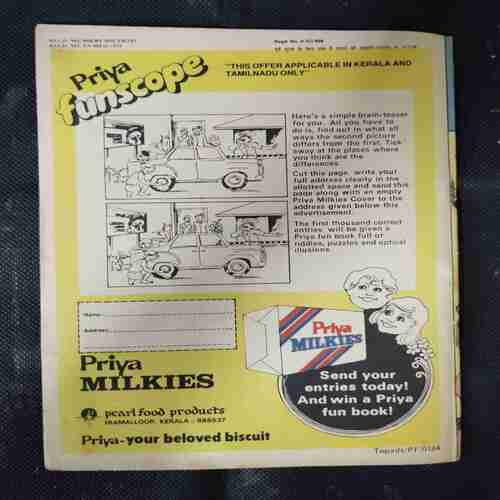 Priya
funscope
"THIS OFFER APPLICABLE IN KERALA AND
TAMILNADU ONLY"
Here's a simple brain-teaser
for you. All you have to
do is, find out in what all
ways the second picture
differs from the first. Tick
away at the places where
you think are the
differences.
Cut this page, write your
full address clearly in the
allotted space and send this
page along with an empty
Priya Milkies Cover to the
address given below this
advertisement.
The first thousand correct
entries will be given a
Priya fun book full of
riddles, puzzles and optical
illusions.
Name
Address
Priya
MILKIES
Priya
MILKIES
Send your
entries today!
And win a Priya
fun book!
pearl food products
IRAMALLOOR, KERALA - 688537
Priya-your beloved biscuit